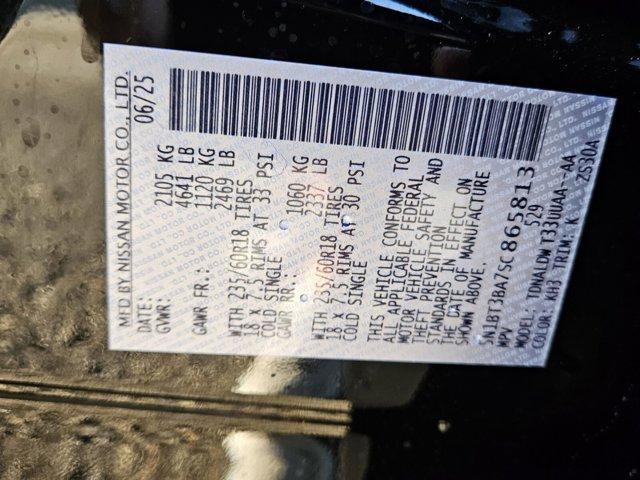 MFD BY NISSAN MOTOR CO., LTD.
DATE: 06/25
GVWR: 2105 KG
4641 LB
GAWR FR.: 1120 KG
2469 LB
WITH 235/60R18 TIRES
18 x 7.5 RIMS AT 33 PSI
COLD SINGLE
GAWR RR. 1060 KG
2337 LB
WITH 235/60R18 TIRES
18 x 7.5 RIMS AT 30 PSI
COLD SINGLE
THIS VEHICLE CONFORMS TO
ALL APPLICABLE FEDERAL
MOTOR VEHICLE SAFETY AND
THEFT PREVENTION
STANDARDS IN EFFECT ON
THE DATE OF MANUFACTURE
SHOWN ABOVE.
JN1BT3BA7SC 865813
MPV 529
MODEL: TDNALDWT33UUAA--AA
COLOR: KH3 TRIM: K 2S30A